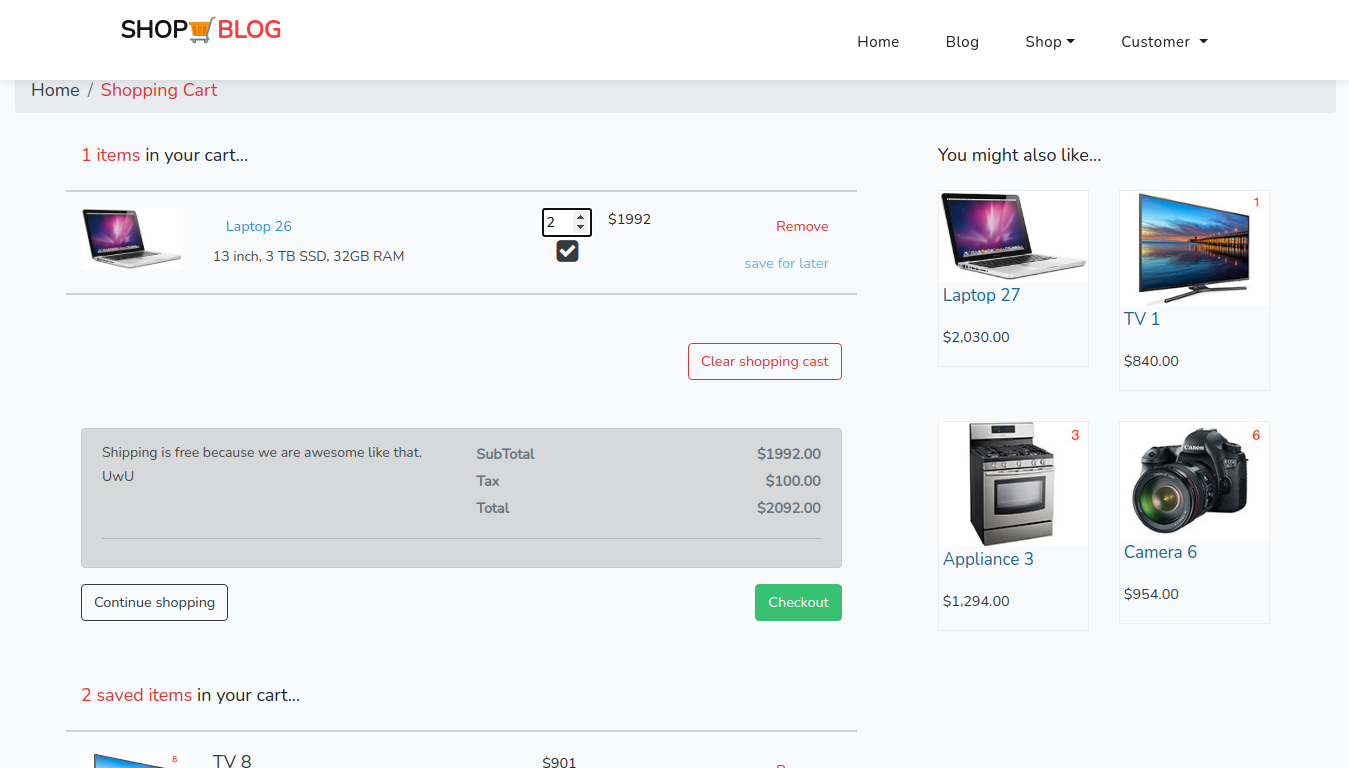 SHOP BLOG
Home Blog Shop Customer
Home / Shopping Cart
1 items in your cart...
Laptop 26
13 inch, 3 TB SSD, 32GB RAM
2
$1992
Remove
save for later
Clear shopping cast
Shipping is free because we are awesome like that.
UwU
SubTotal $1992.00
Tax $100.00
Total $2092.00
Continue shopping
Checkout
2 saved items in your cart...
8
TV 8
$901
You might also like...
Laptop 27
$2,030.00
1
TV 1
$840.00
3
Appliance 3
$1,294.00
6
Canon
Camera 6
$954.00